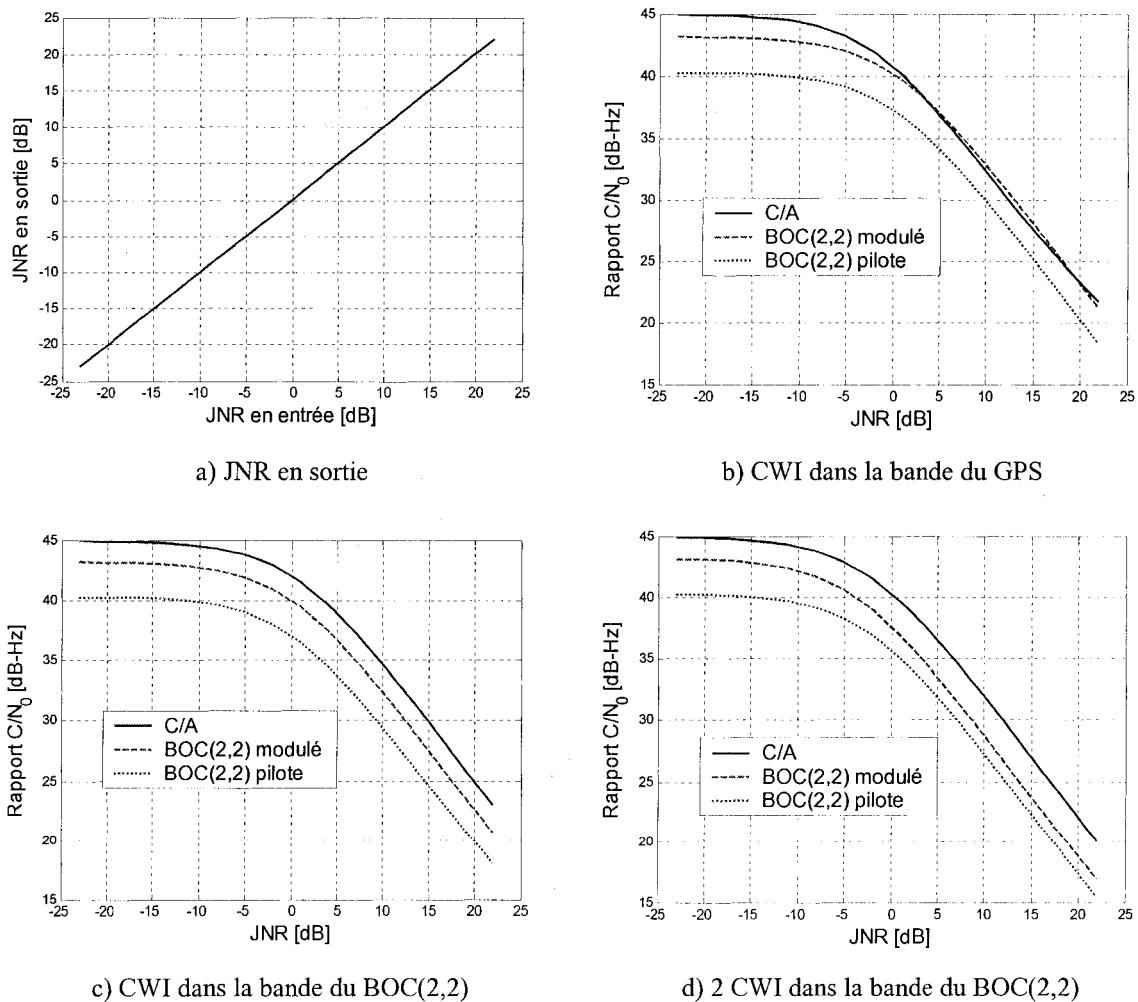 25
20
15
10
5
0
-5
-10
-15
-20
-25
JNR en sortie [dB]
-25 -20 -15 -10 -5 0 5 10 15 20 25
JNR en entrée [dB]
a) JNR en sortie
45
40
35
30
25
20
15
Rapport C/N0 [dB-Hz]
C/A
BOC(2,2) modulé
BOC(2,2) pilote
-25 -20 -15 -10 -5 0 5 10 15 20 25
JNR [dB]
b) CWI dans la bande du GPS
45
40
35
30
25
20
15
Rapport C/N0 [dB-Hz]
C/A
BOC(2,2) modulé
BOC(2,2) pilote
-25 -20 -15 -10 -5 0 5 10 15 20 25
JNR [dB]
c) CWI dans la bande du BOC(2,2)
45
40
35
30
25
20
15
Rapport C/N0 [dB-Hz]
C/A
BOC(2,2) modulé
BOC(2,2) pilote
-25 -20 -15 -10 -5 0 5 10 15 20 25
JNR [dB]
d) 2 CWI dans la bande du BOC(2,2)